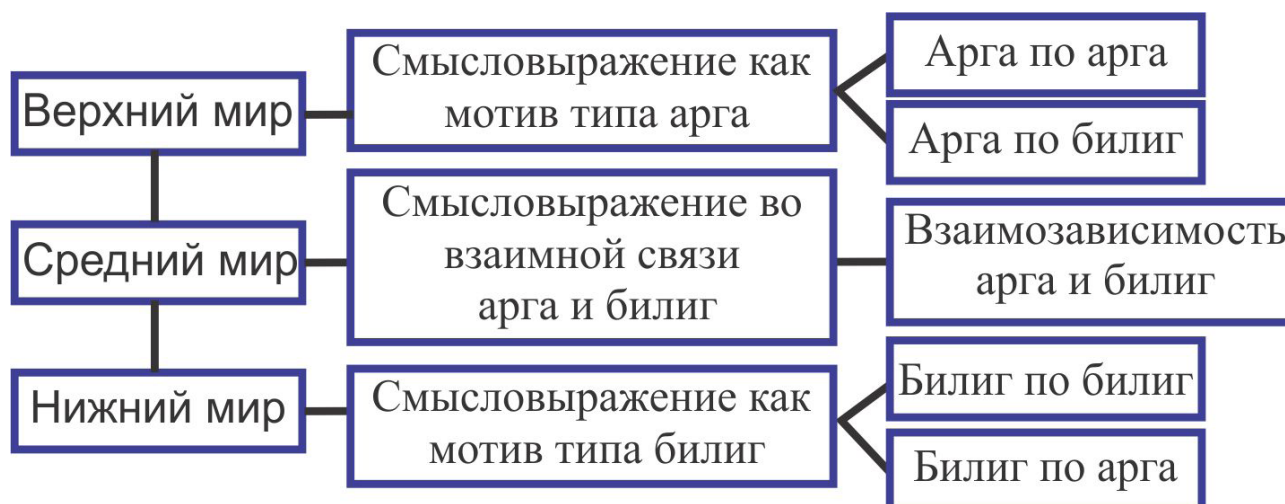 Верхний мир
Смысловыражение как
мотив типа арга
Арга по арга
Арга по билиг
Средний мир
Смысловыражение во
взаимной связи
арга и билиг
Взаимозависимость
арга и билиг
Нижний мир
Смысловыражение как
мотив типа билиг
Билиг по билиг
Билиг по арга